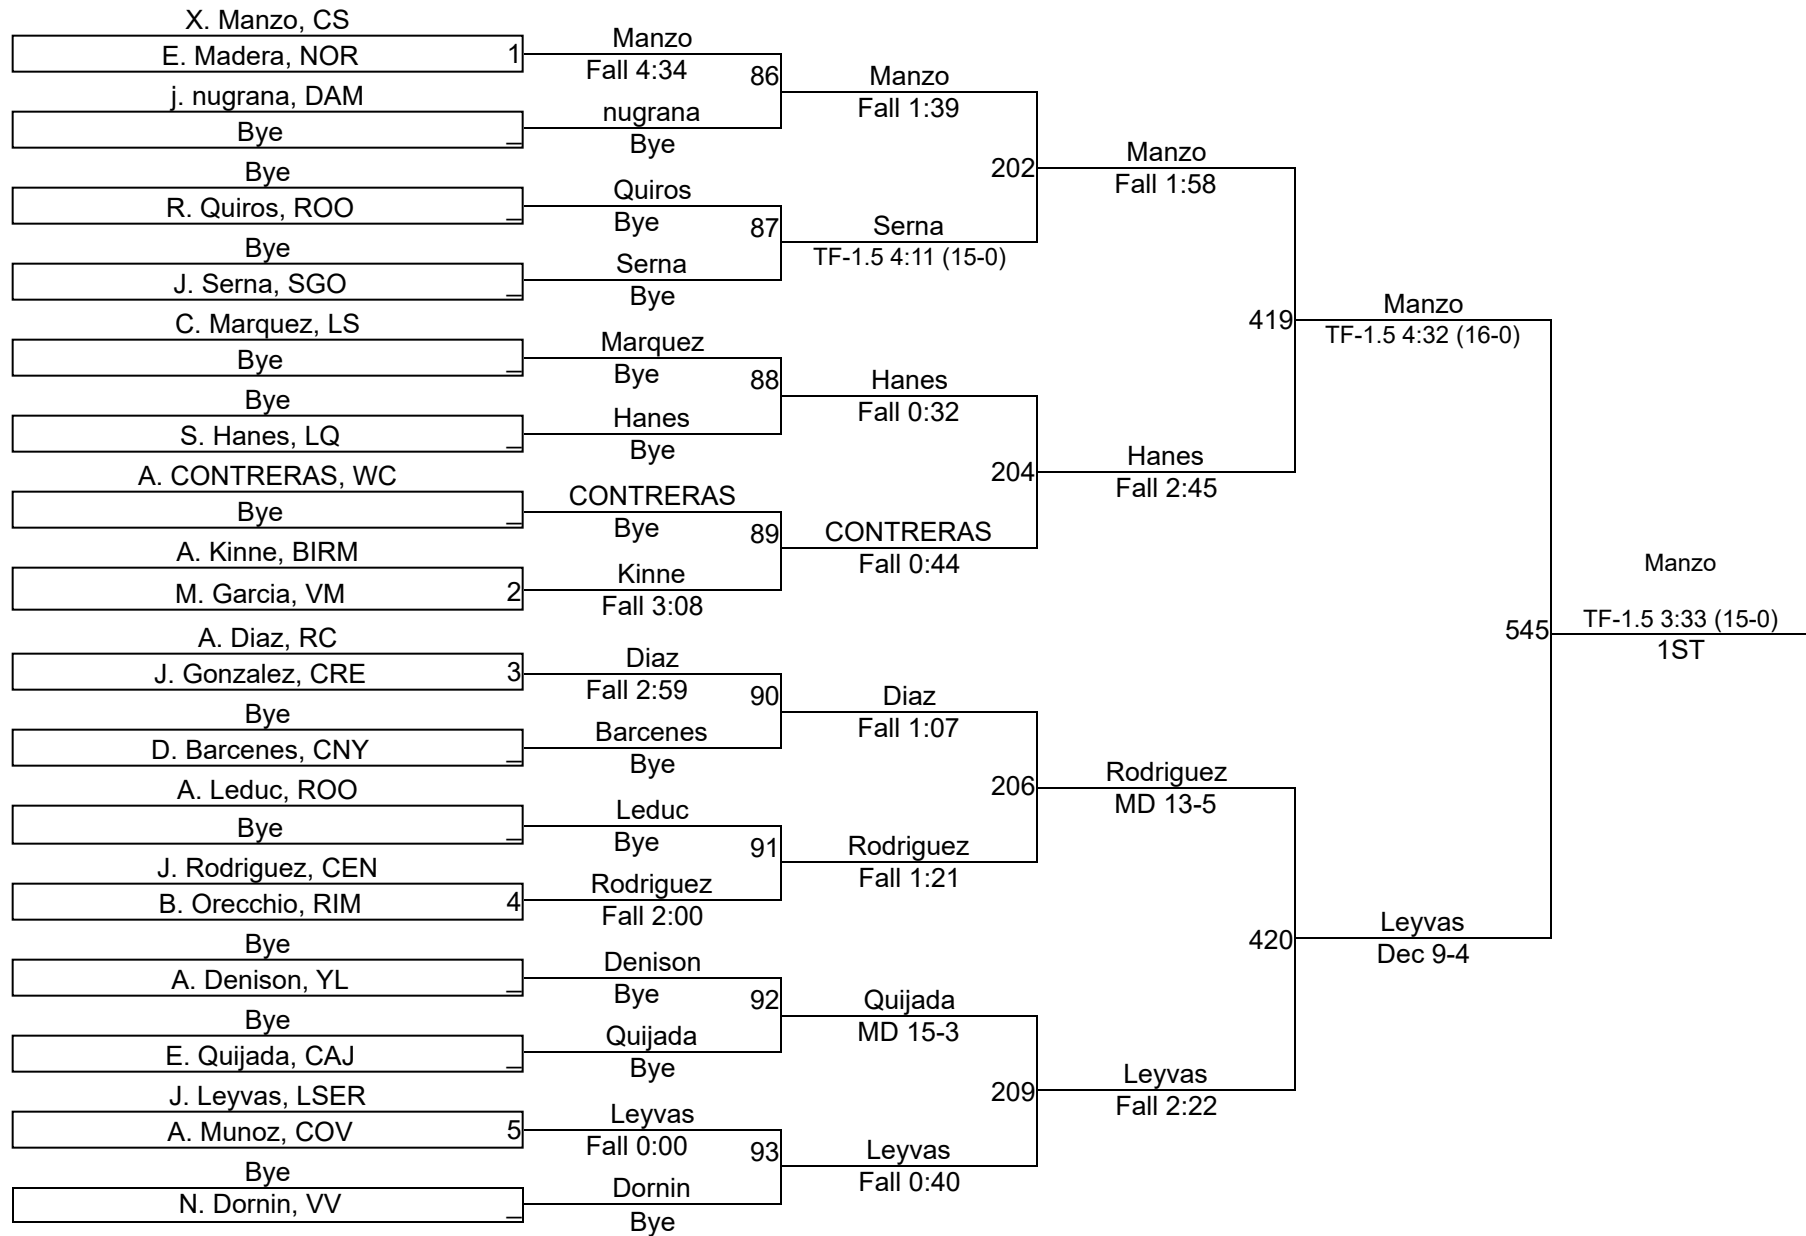 X. Manzo, CS
E. Madera, NOR 1
j. nugrana, DAM
Bye _
Bye
R. Quiros, ROO _
Bye
J. Serna, SGO _
C. Marquez, LS
Bye _
Bye
S. Hanes, LQ _
A. CONTRERAS, WC
Bye _
A. Kinne, BIRM
M. Garcia, VM 2
A. Diaz, RC
J. Gonzalez, CRE 3
Bye
D. Barcenes, CNY _
A. Leduc, ROO
Bye _
J. Rodriguez, CEN
B. Orecchio, RIM 4
Bye
A. Denison, YL _
Bye
E. Quijada, CAJ _
J. Leyvas, LSER
A. Munoz, COV 5
Bye
N. Dornin, VV _
Manzo
Fall 4:34
86
nugrana
Bye
Quiros
Bye
87
Serna
Bye
Marquez
Bye
88
Hanes
Bye
CONTRERAS
Bye
89
Kinne
Fall 3:08
Diaz
Fall 2:59
90
Barcenes
Bye
Leduc
Bye
91
Rodriguez
Fall 2:00
Denison
Bye
92
Quijada
Bye
Leyvas
Fall 0:00
93
Dornin
Bye
Manzo
Fall 1:39
202
Serna
TF-1.5 4:11 (15-0)
Hanes
Fall 0:32
204
CONTRERAS
Fall 0:44
Diaz
Fall 1:07
206
Rodriguez
Fall 1:21
Quijada
MD 15-3
209
Leyvas
Fall 0:40
Manzo
Fall 1:58
419
Hanes
Fall 2:45
Rodriguez
MD 13-5
420
Leyvas
Fall 2:22
Manzo
TF-1.5 4:32 (16-0)
545
Leyvas
Dec 9-4
Manzo
TF-1.5 3:33 (15-0)
1ST